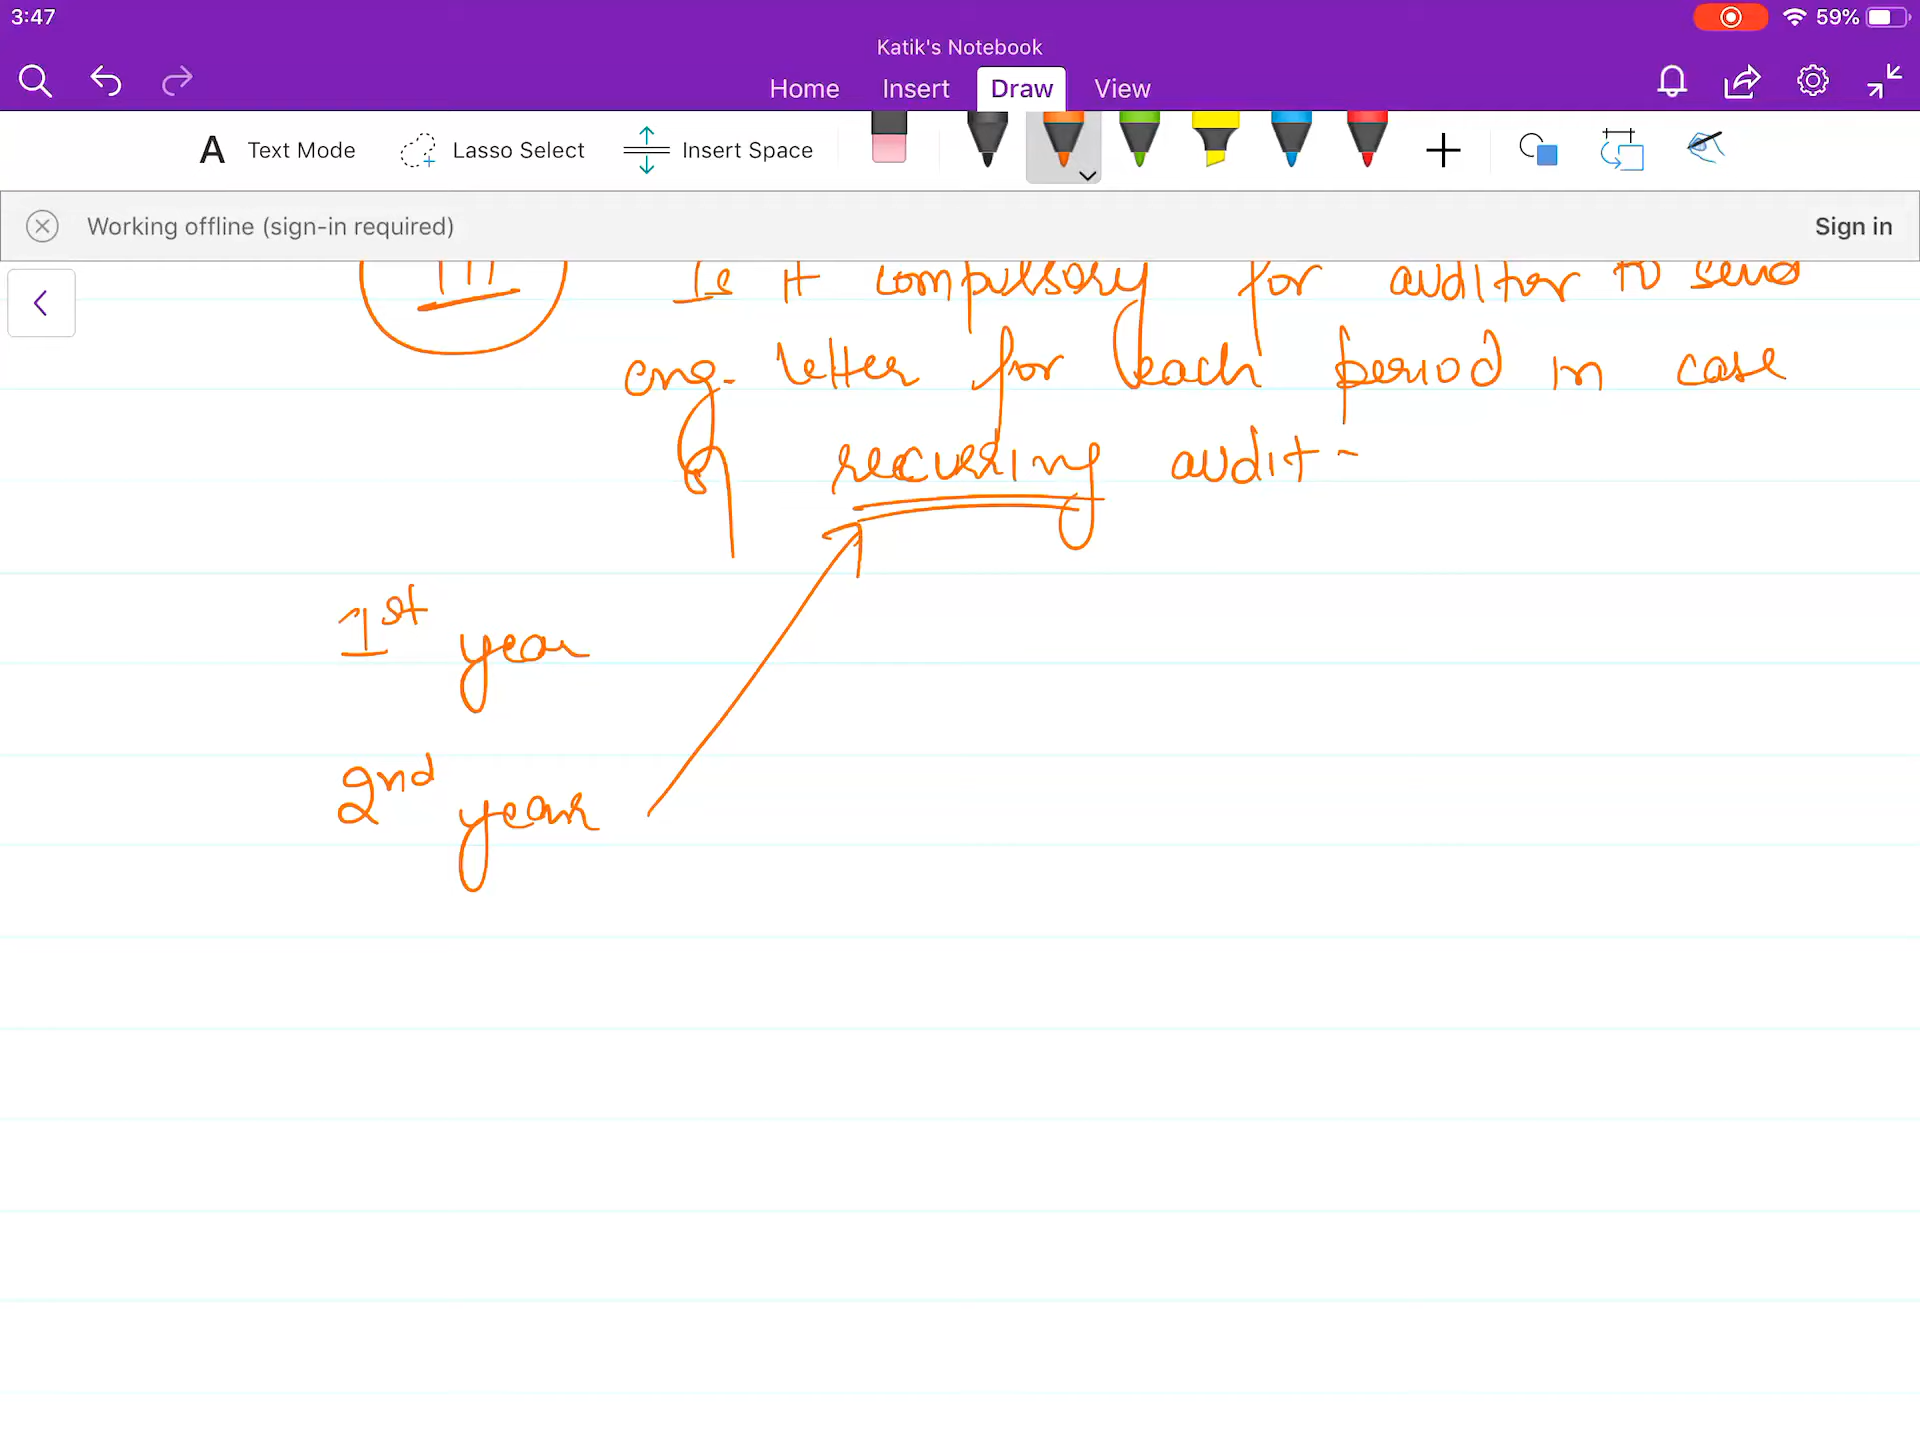 3:47
59%
Katik's Notebook
Home Insert Draw View
A Text Mode Lasso Select Insert Space
Working offline (sign-in required) Sign in
III Is it compulsory for auditor to send
eng. letter for each period in case
of recurring audit -
1st year
2nd year